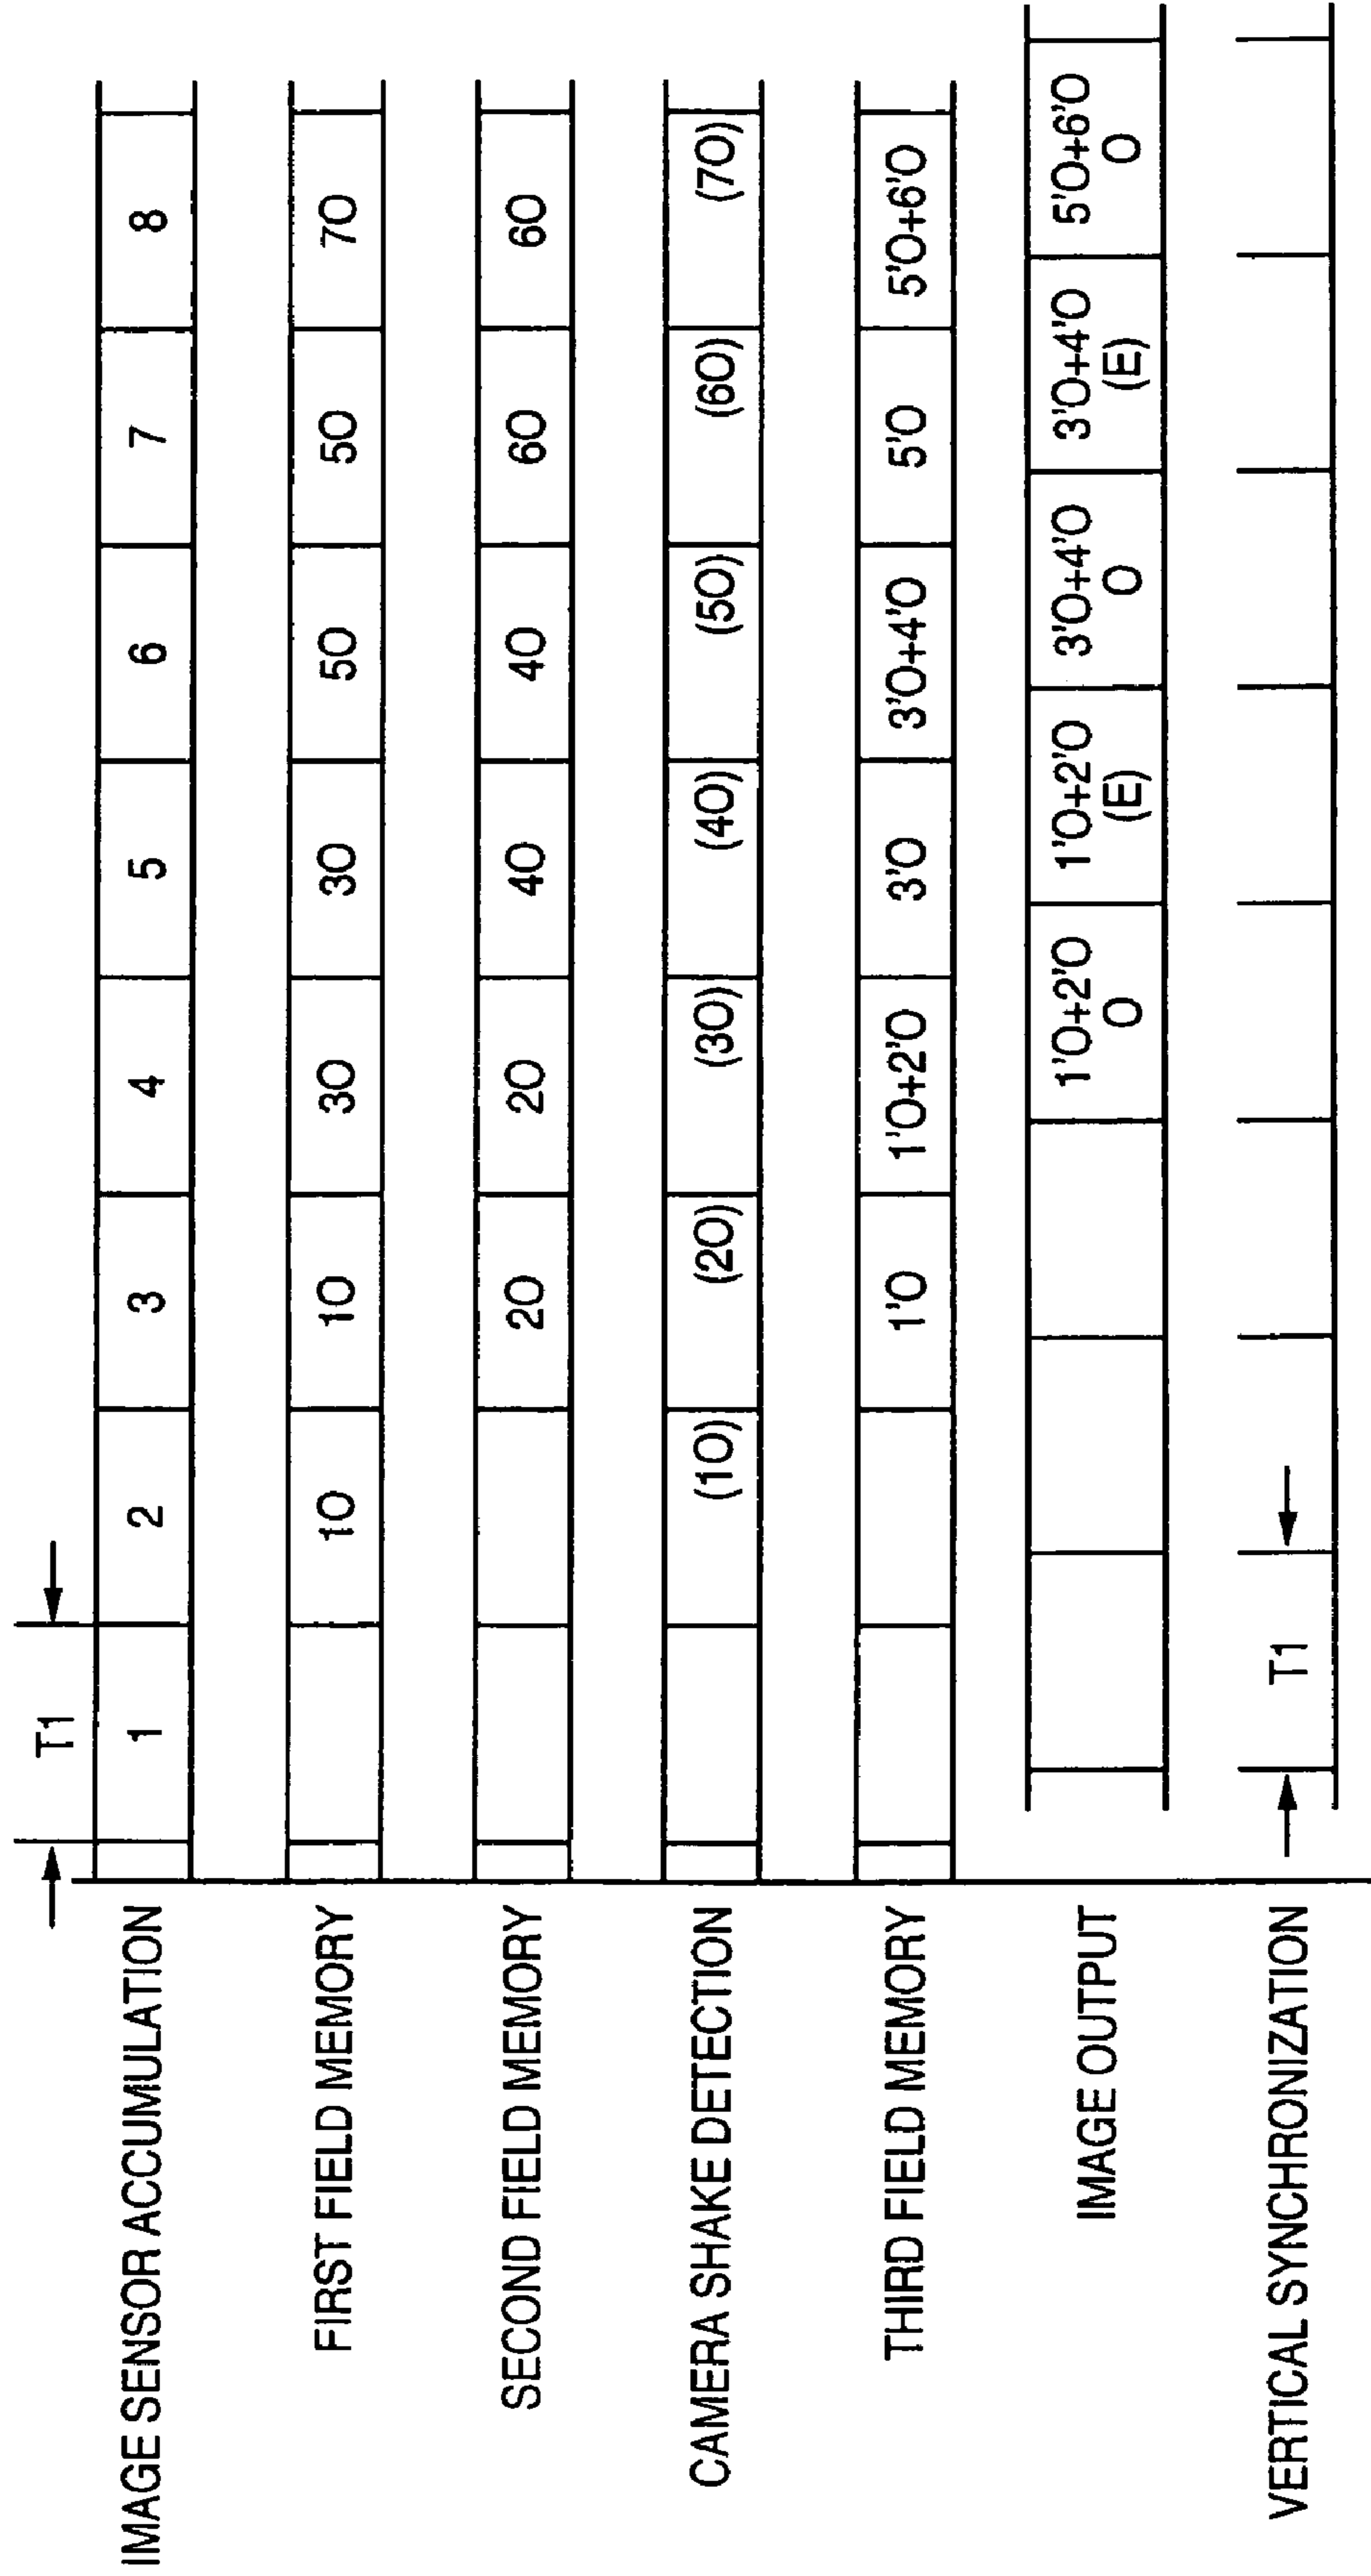 T1
IMAGE SENSOR ACCUMULATION 1 2 3 4 5 6 7 8
FIRST FIELD MEMORY 1O 1O 3O 3O 5O 5O 7O
SECOND FIELD MEMORY 2O 2O 4O 4O 6O 6O
CAMERA SHAKE DETECTION (1O) (2O) (3O) (4O) (5O) (6O) (7O)
THIRD FIELD MEMORY 1'O 1'O+2'O 3'O 3'O+4'O 5'O 5'O+6'O
IMAGE OUTPUT 1'O+2'O 1'O+2'O 3'O+4'O 3'O+4'O 5'O+6'O
O (E) O (E) O
VERTICAL SYNCHRONIZATION T1